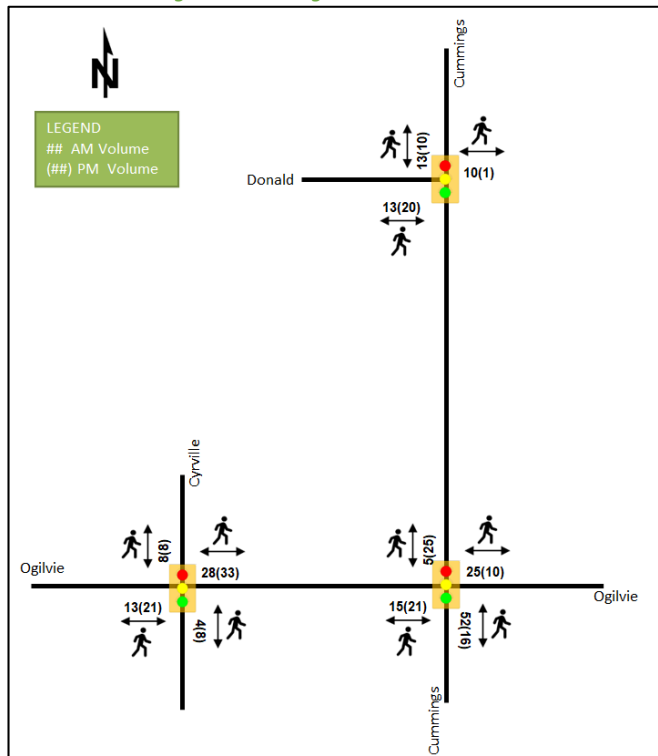 Cummings
N
LEGEND
## AM Volume
(##) PM Volume
13(10)
10(1)
Donald
13(20)
Cyrville
Cummings
8(8)
5(25)
Ogilvie
28(33)
25(10)
Ogilvie
13(21)
4(8)
15(21)
52(16)
Cummings